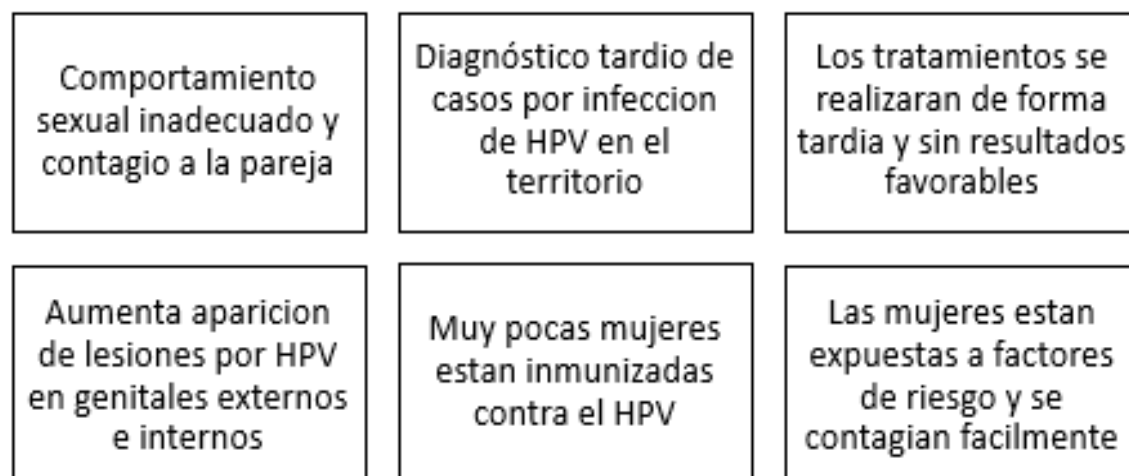 Comportamiento
sexual inadecuado y
contagio a la pareja
Diagnóstico tardio de
casos por infeccion
de HPV en el
territorio
Los tratamientos se
realizaran de forma
tardia y sin resultados
favorables
Aumenta aparicion
de lesiones por HPV
en genitales externos
e internos
Muy pocas mujeres
estan inmunizadas
contra el HPV
Las mujeres estan
expuestas a factores
de riesgo y se
contagian facilmente